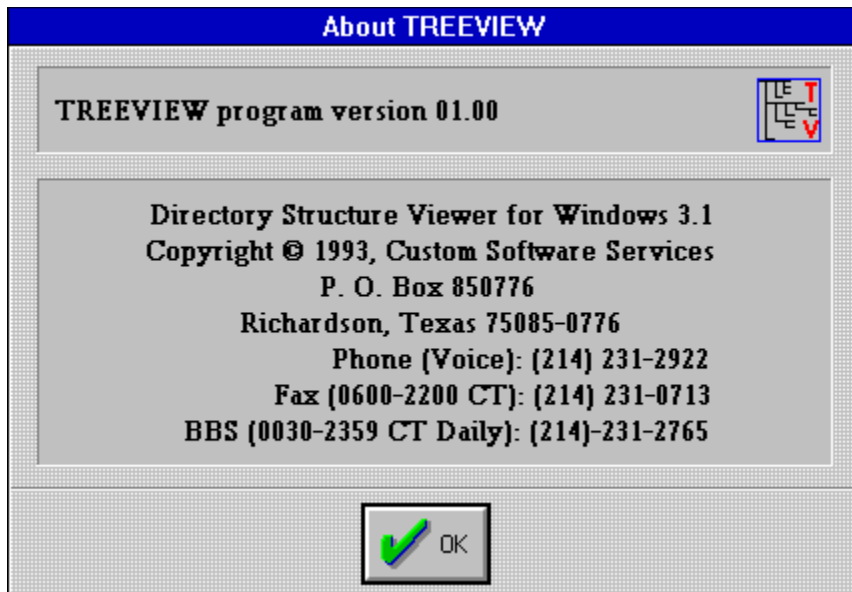 About TREEVIEW
TREEVIEW program version 01.00
T
V
Directory Structure Viewer for Windows 3.1
Copyright © 1993, Custom Software Services
P. O. Box 850776
Richardson, Texas 75085-0776
Phone (Voice): (214) 231-2922
Fax (0600-2200 CT): (214) 231-0713
BBS (0030-2359 CT Daily): (214)-231-2765
OK